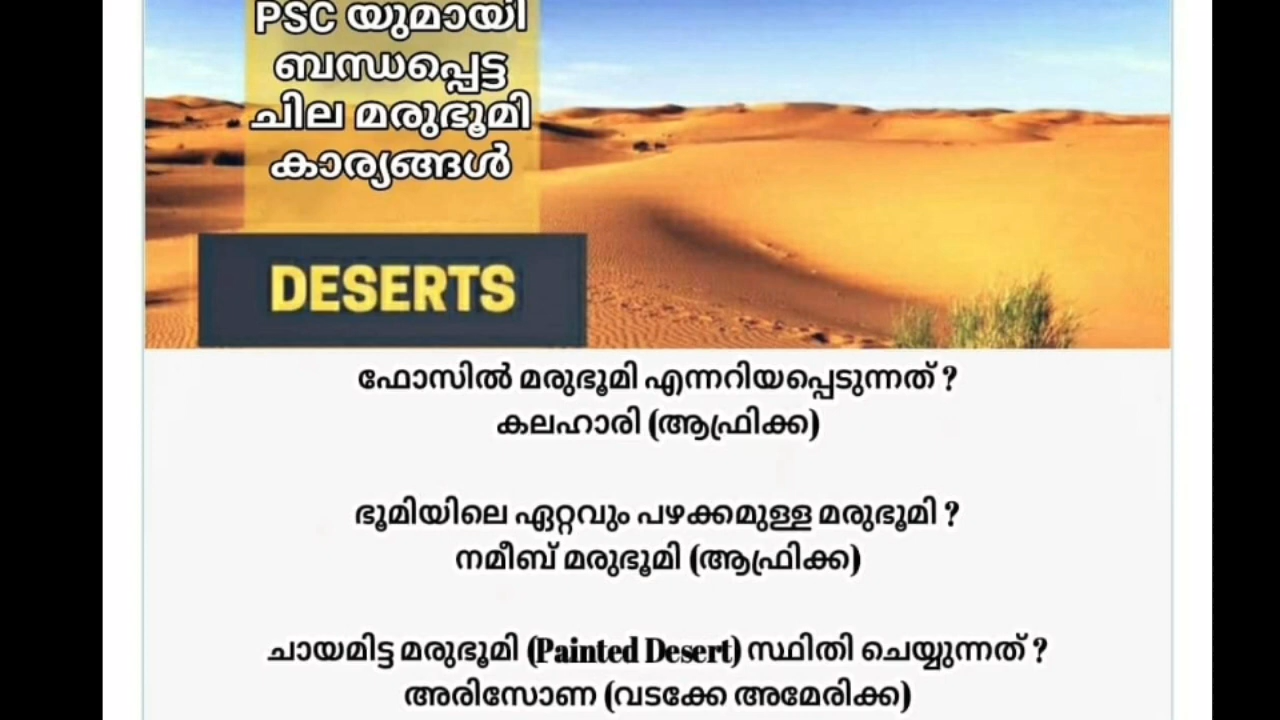 PSC യുമായി
ബന്ധപ്പെട്ട
ചില മരുഭൂമി
കാര്യങ്ങൾ
DESERTS
ഫോസിൽ മരുഭൂമി എന്നറിയപ്പെടുന്നത് ?
കലഹാരി (ആഫ്രിക്ക)
ഭൂമിയിലെ ഏറ്റവും പഴക്കമുള്ള മരുഭൂമി ?
നമീബ് മരുഭൂമി (ആഫ്രിക്ക)
ചായമിട്ട മരുഭൂമി (Painted Desert) സ്ഥിതി ചെയ്യുന്നത് ?
അരിസോണ (വടക്കേ അമേരിക്ക)